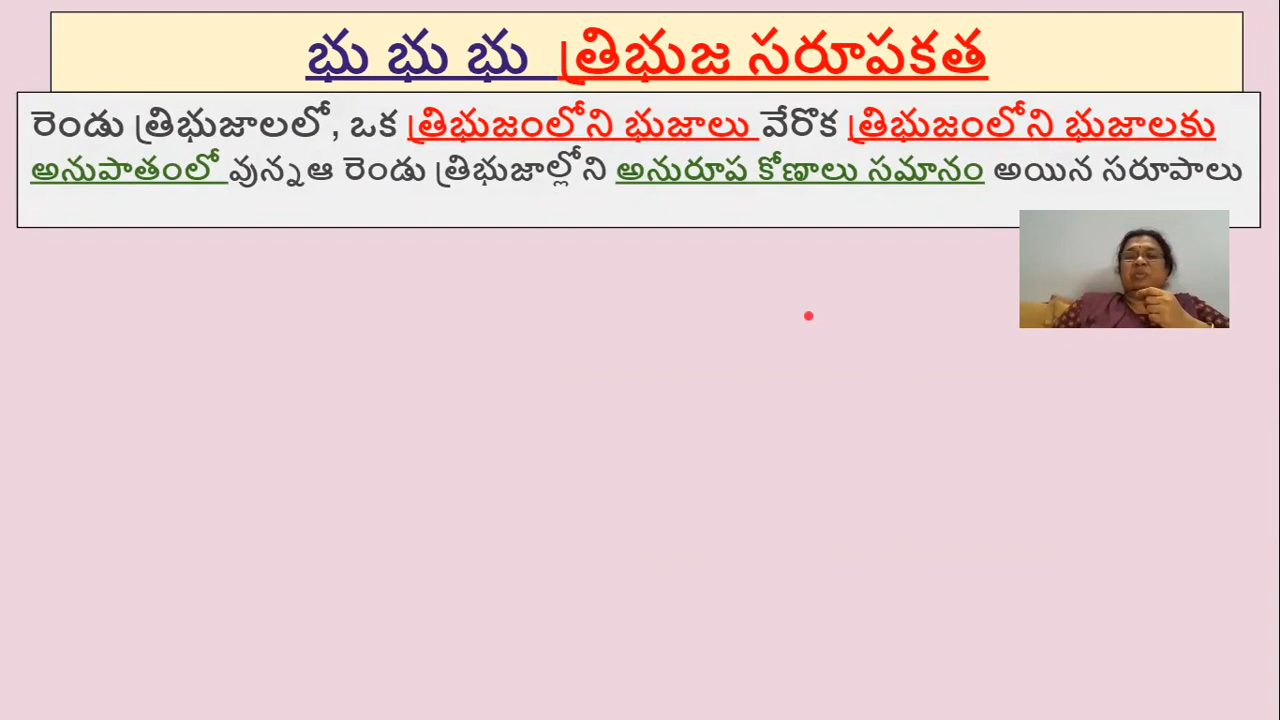 భు భు భు త్రిభుజ సరూపకత
రెండు త్రిభుజాలలో, ఒక త్రిభుజంలోని భుజాలు వేరొక త్రిభుజంలోని భుజాలకు
అనుపాతంలో వున్న ఆ రెండు త్రిభుజాల్లోని అనురూప కోణాలు సమానం అయిన సరూపాలు